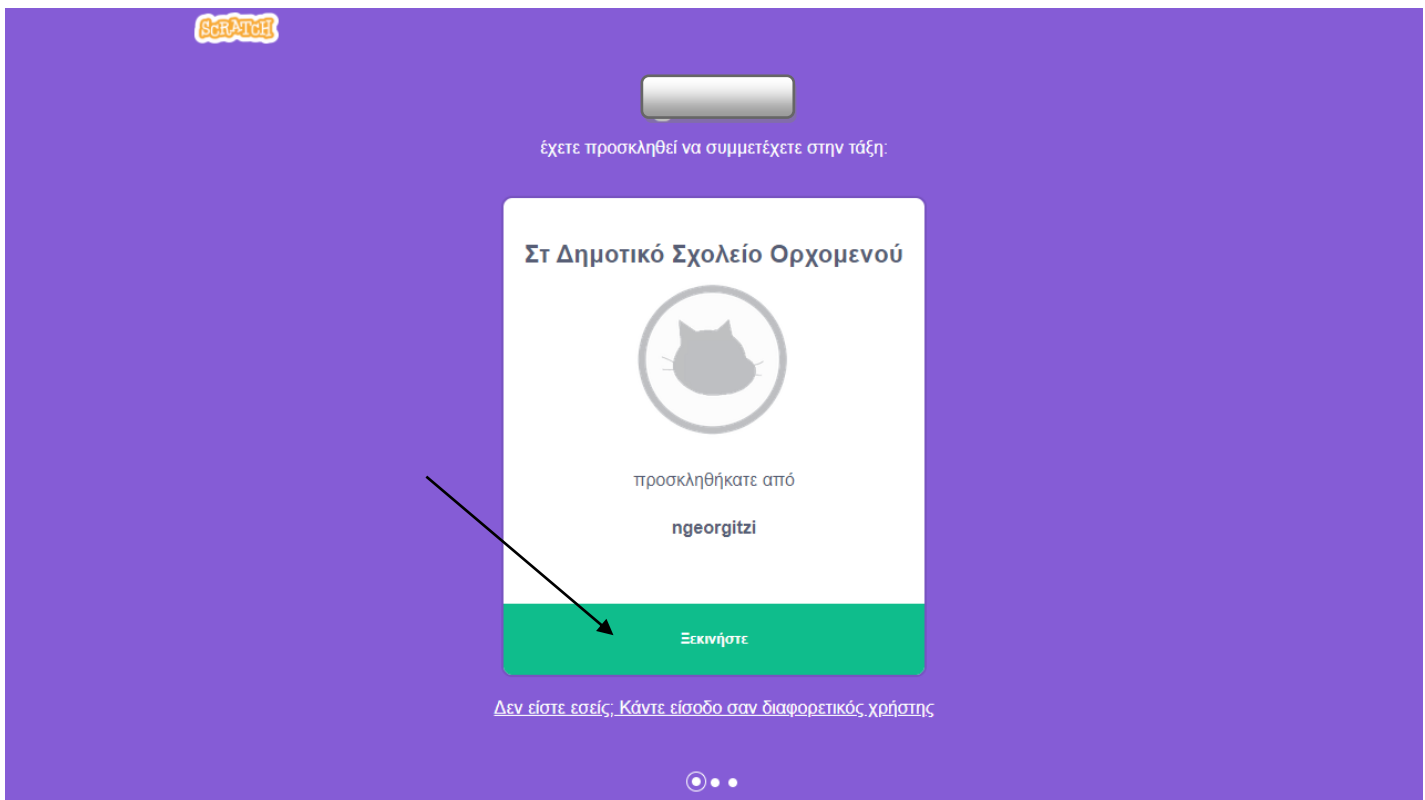 SCRATCH
έχετε προσκληθεί να συμμετέχετε στην τάξη:
Στ Δημοτικό Σχολείο Ορχομενού
προσκληθήκατε από
ngeorgitzi
Ξεκινήστε
Δεν είστε εσείς; Κάντε είσοδο σαν διαφορετικός χρήστης